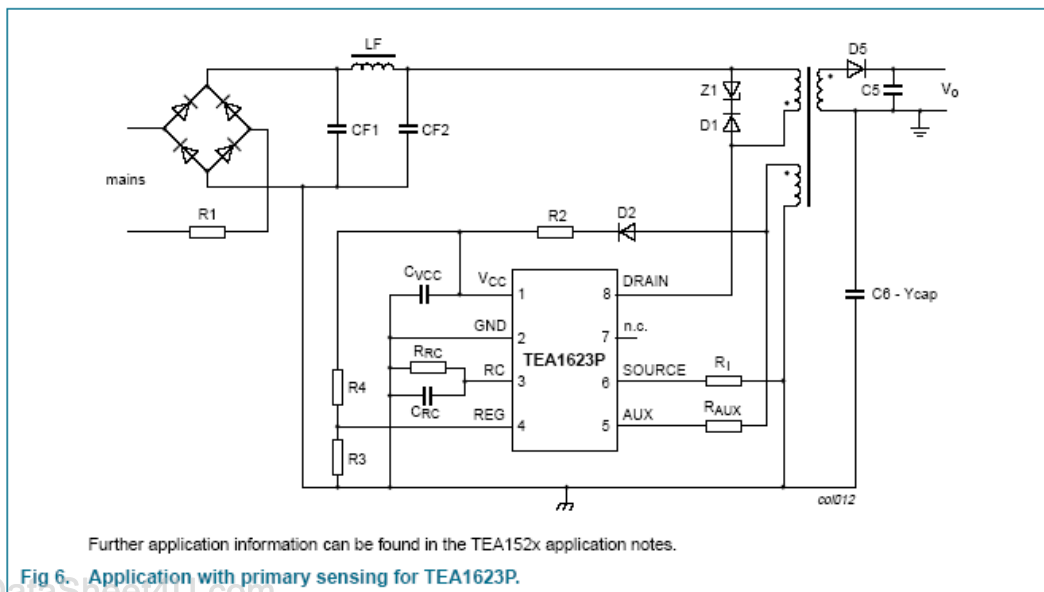 LF
D5
Z1
C5
Vo
CF1
CF2
D1
mains
R1
R2
D2
CVCC
VCC
DRAIN
1
8
C6 - Ycap
GND
n.c.
2
7
RRC
TEA1623P
RI
RC
SOURCE
3
6
R4
CRC
RAUX
REG
AUX
4
5
R3
col012
Further application information can be found in the TEA152x application notes.
Fig 6. Application with primary sensing for TEA1623P.